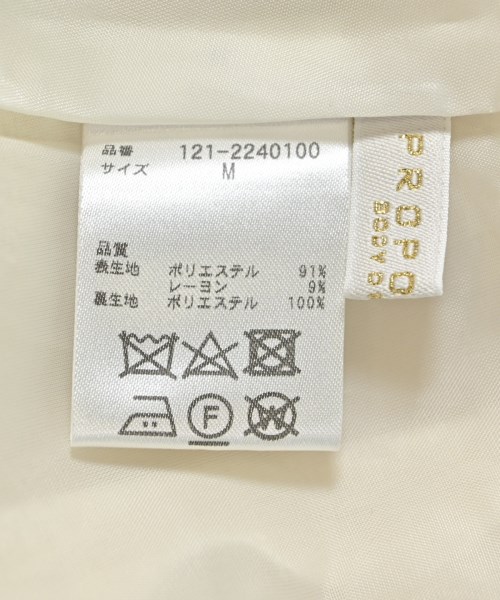 品番 121-2240100
サイズ M
品質
表生地 ポリエステル 91%
レーヨン 9%
裏生地 ポリエステル 100%
F
W
PROPO
BODY D